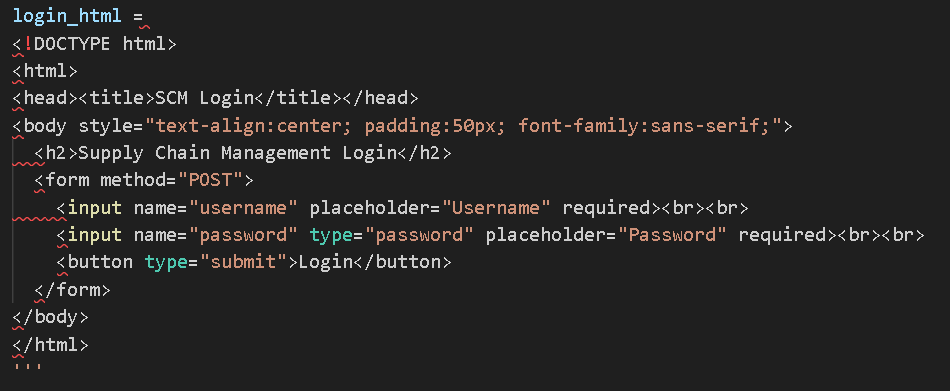 login_html =
<!DOCTYPE html>
<html>
<head><title>SCM Login</title></head>
<body style="text-align:center; padding:50px; font-family:sans-serif;">
  <h2>Supply Chain Management Login</h2>
  <form method="POST">
    <input name="username" placeholder="Username" required><br><br>
    <input name="password" type="password" placeholder="Password" required><br><br>
    <button type="submit">Login</button>
  </form>
</body>
</html>
'''